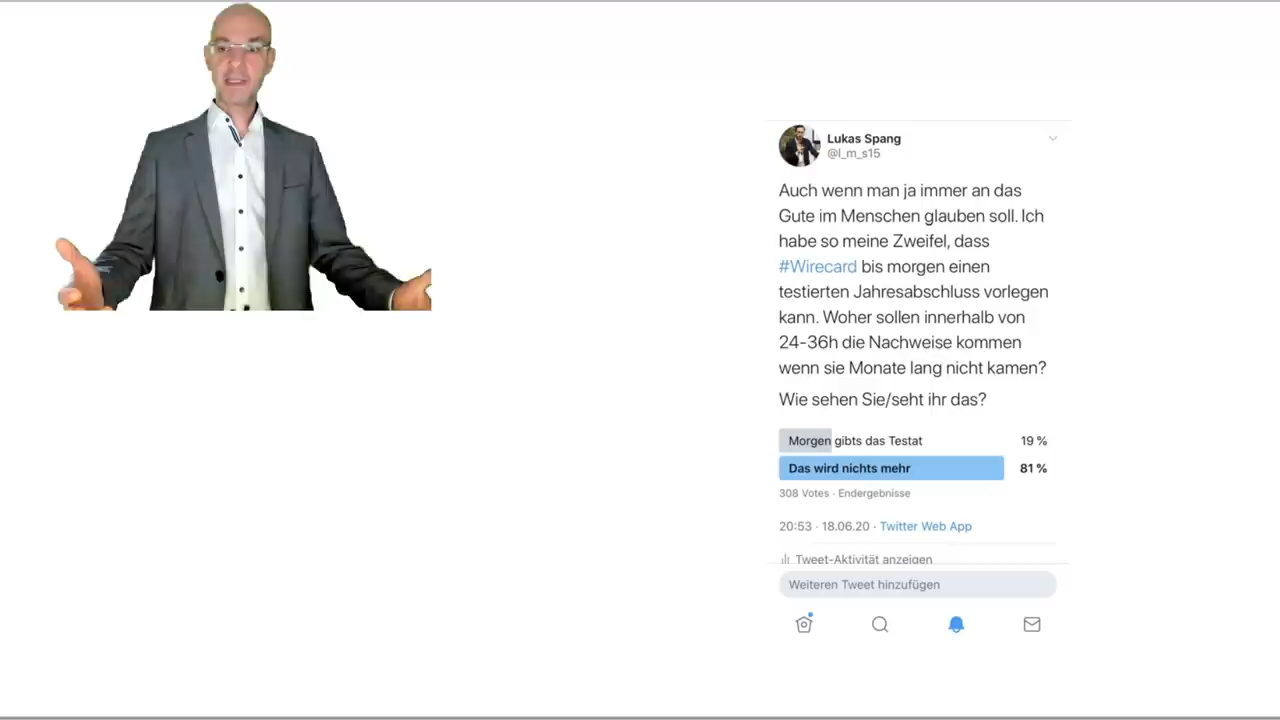 Lukas Spang
@l_m_s15
Auch wenn man ja immer an das
Gute im Menschen glauben soll. Ich
habe so meine Zweifel, dass
#Wirecard bis morgen einen
testierten Jahresabschluss vorlegen
kann. Woher sollen innerhalb von
24-36h die Nachweise kommen
wenn sie Monate lang nicht kamen?
Wie sehen Sie/seht ihr das?
Morgen gibts das Testat 19 %
Das wird nichts mehr 81 %
308 Votes · Endergebnisse
20:53 · 18.06.20 · Twitter Web App
Tweet-Aktivität anzeigen
Weiteren Tweet hinzufügen